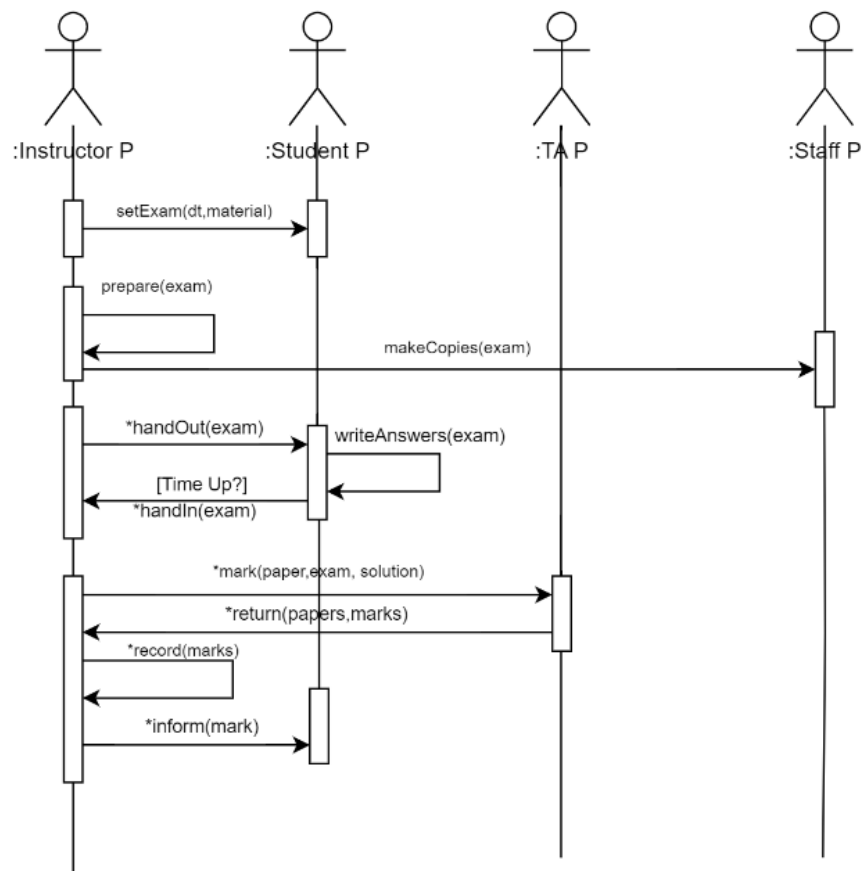 :Instructor P
:Student P
:TA P
:Staff P
setExam(dt,material)
prepare(exam)
makeCopies(exam)
*handOut(exam)
writeAnswers(exam)
[Time Up?]
*handIn(exam)
*mark(paper,exam, solution)
*return(papers,marks)
*record(marks)
*inform(mark)